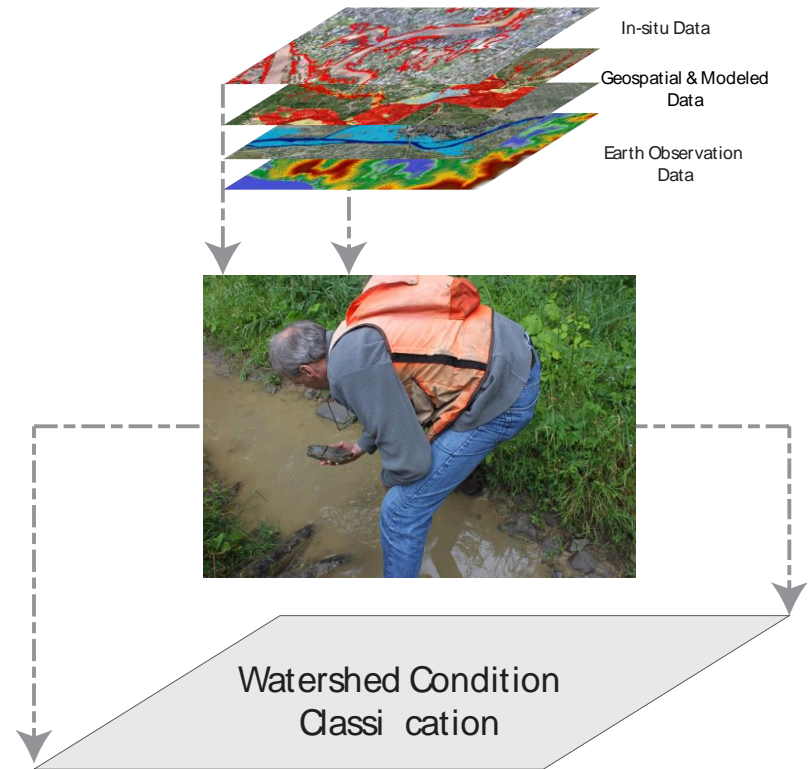 In-situ Data
Geospatial & Modeled
Data
Earth Observation
Data
Watershed Condition
Classi cation